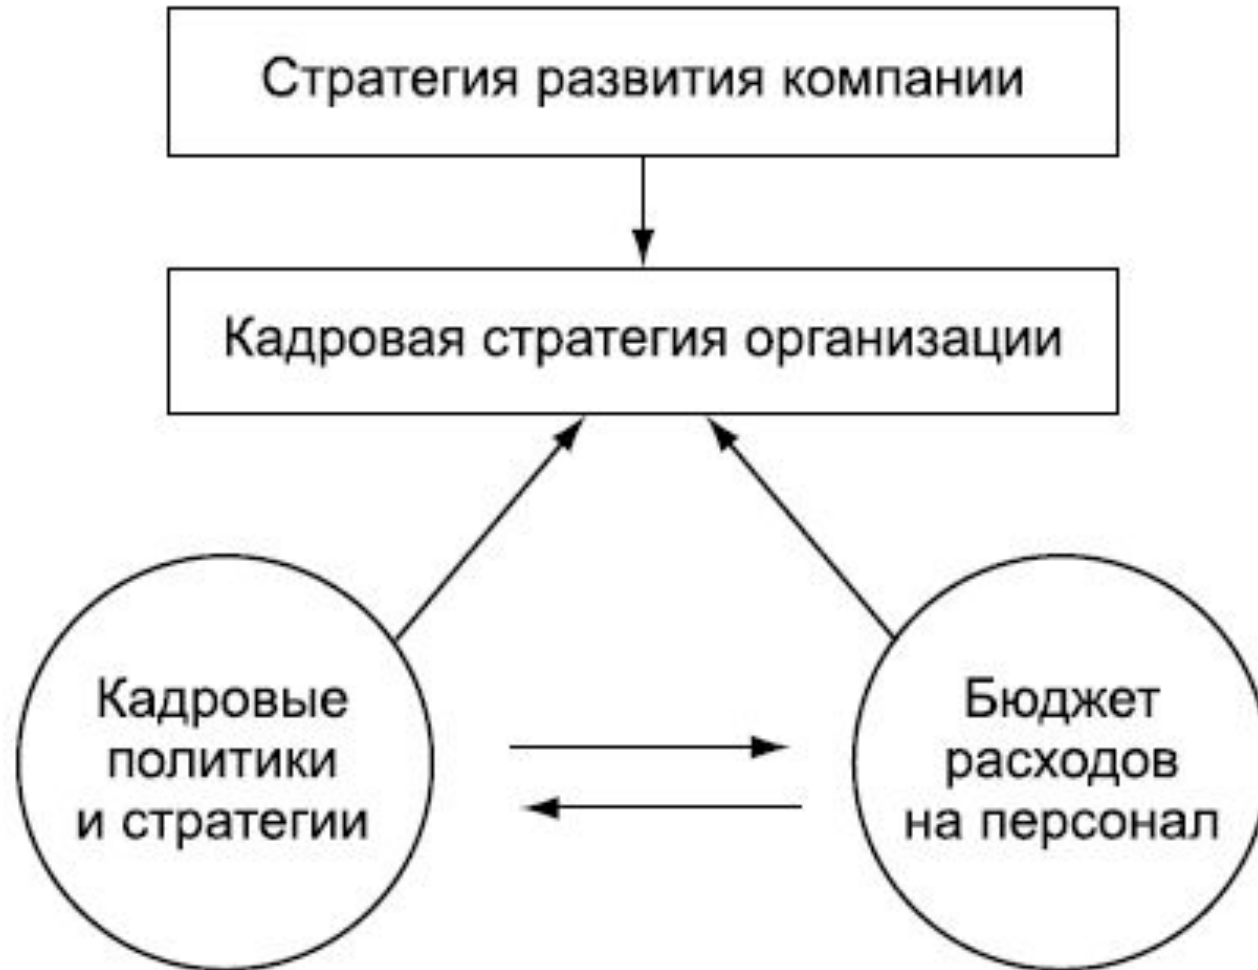 Стратегия развития компании
Кадровая стратегия организации
Кадровые
политики
и стратегии
Бюджет
расходов
на персонал